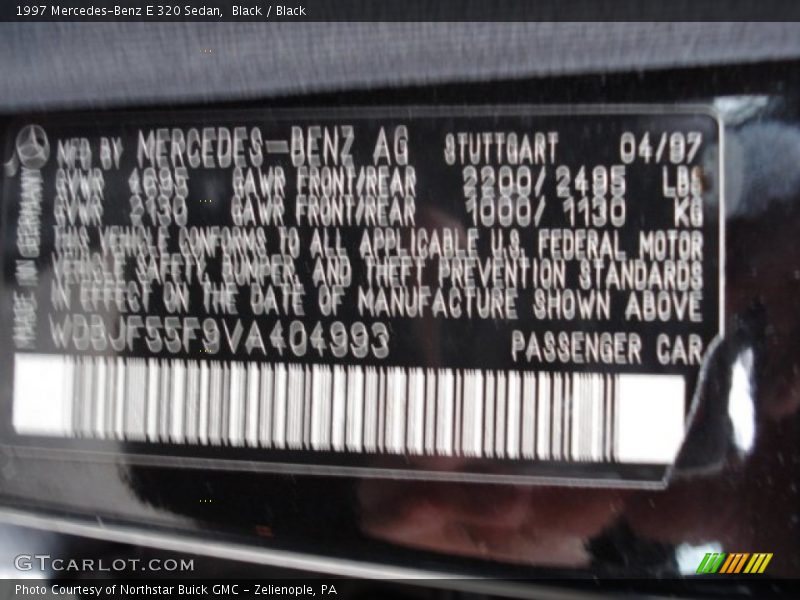 1997 Mercedes-Benz E 320 Sedan,  Black / Black
MFD BY MERCEDES-BENZ AG STUTTGART 04/97
GVWR 4695 GAWR FRONT/REAR 2200/ 2495 LBS
GVWR 2130 GAWR FRONT/REAR 1000/ 1130 KG
THIS VEHICLE CONFORMS TO ALL APPLICABLE U.S. FEDERAL MOTOR
VEHICLE SAFETY, BUMPER, AND THEFT PREVENTION STANDARDS
IN EFFECT ON THE DATE OF MANUFACTURE SHOWN ABOVE
WDBJF55F9VA404993 PASSENGER CAR
MADE IN GERMANY
GTCARLOT.COM
Photo Courtesy of Northstar Buick GMC - Zelienople, PA